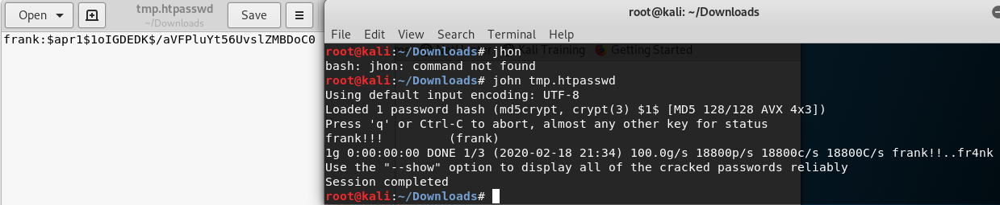 Open
tmp.htpasswd
~/Downloads
Save
frank:$apr1$1oIGDEDK$/aVFPluYt56UvslZMBDoC0
root@kali: ~/Downloads
File Edit View Search Terminal Help
root@kali:~/Downloads# jhon
Kali Training Getting Started
bash: jhon: command not found
root@kali:~/Downloads# john tmp.htpasswd
Using default input encoding: UTF-8
Loaded 1 password hash (md5crypt, crypt(3) $1$ [MD5 128/128 AVX 4x3])
Press 'q' or Ctrl-C to abort, almost any other key for status
frank!!! (frank)
1g 0:00:00:00 DONE 1/3 (2020-02-18 21:34) 100.0g/s 18800p/s 18800c/s 18800C/s frank!!..fr4nk
Use the "--show" option to display all of the cracked passwords reliably
Session completed
root@kali:~/Downloads#